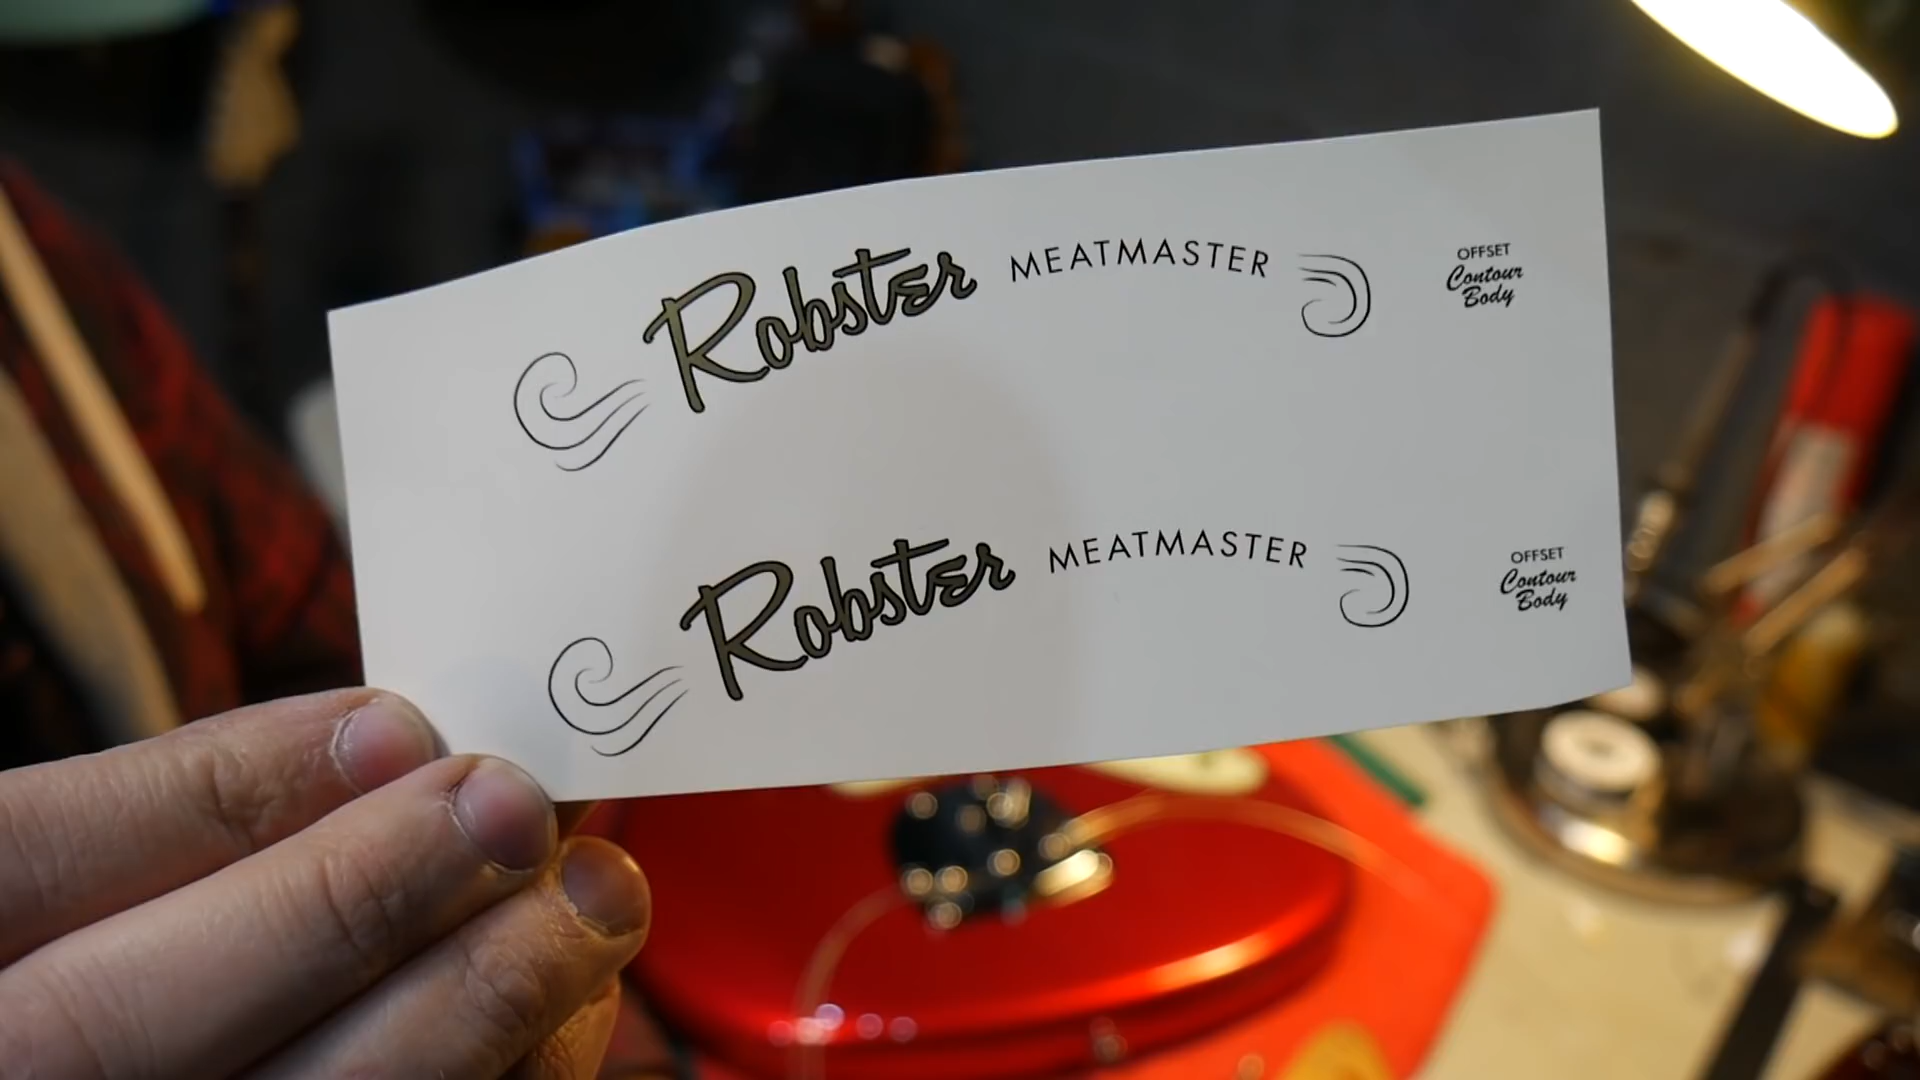 Robster MEATMASTER
OFFSET
Contour
Body
Robster MEATMASTER
OFFSET
Contour
Body